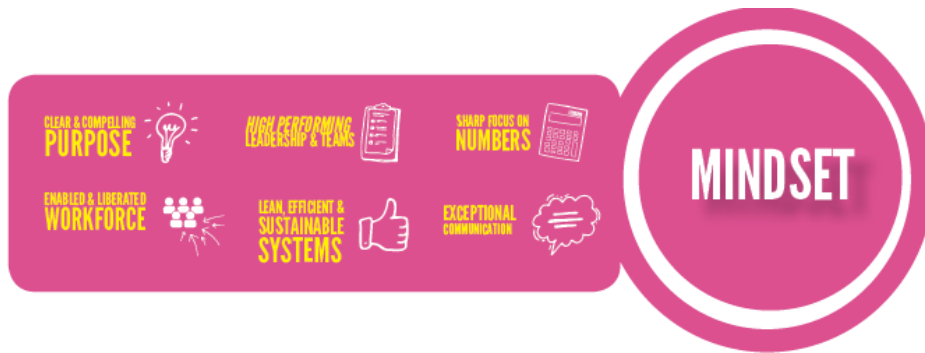 CLEAR & COMPELLING
PURPOSE
HIGH PERFORMING
LEADERSHIP & TEAMS
SHARP FOCUS ON
NUMBERS
ENABLED & LIBERATED
WORKFORCE
LEAN, EFFICIENT &
SUSTAINABLE
SYSTEMS
EXCEPTIONAL
COMMUNICATION
MINDSET